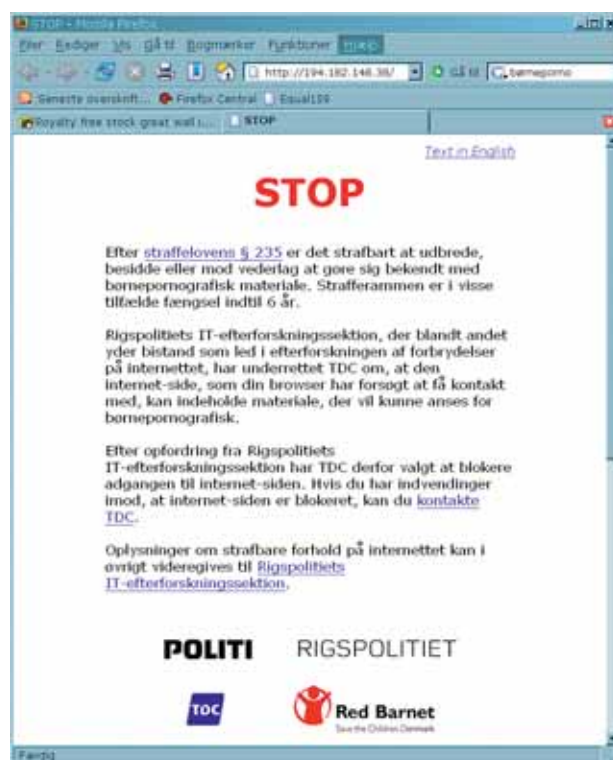 STOP - Mozilla Firefox
Filer Rediger Vis Gå til Bogmærker Funktioner Hjælp
http://194.182.146.38/ Gå til børneporno
Seneste overskrift... Firefox Central
Royalty free stock great wall STOP
Text in English
STOP
Efter straffelovens § 235 er det strafbart at udbrede,
besidde eller mod vederlag at gøre sig bekendt med
børnepornografisk materiale. Strafferammen er i visse
tilfælde fængsel indtil 6 år.
Rigspolitiets IT-efterforskningssektion, der blandt andet
yder bistand som led i efterforskningen af forbrydelser
på internettet, har underrettet TDC om, at den
internet-side, som din browser har forsøgt at få kontakt
med, kan indeholde materiale, der vil kunne anses for
børnepornografisk.
Efter opfordring fra Rigspolitiets
IT-efterforskningssektion har TDC derfor valgt at blokere
adgangen til internet-siden. Hvis du har indvendinger
imod, at internet-siden er blokeret, kan du kontakte
TDC.
Oplysninger om strafbare forhold på internettet kan i
øvrigt videregives til Rigspolitiets
IT-efterforskningssektion.
POLITI RIGSPOLITIET
TDC Red Barnet
Save the Children Denmark
Færdig